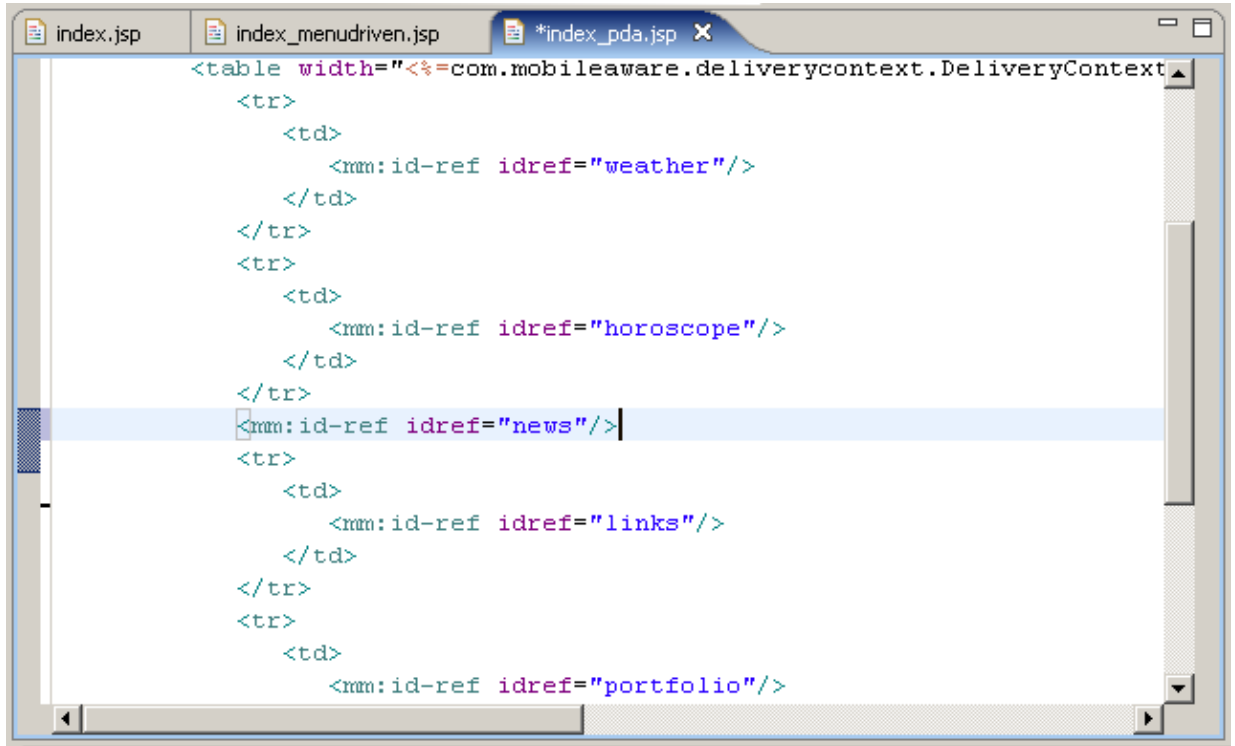 index.jsp index_menudriven.jsp *index_pda.jsp
<table width="<%=com.mobileaware.deliverycontext.DeliveryContext
<tr>
<td>
<mm:id-ref idref="weather"/>
</td>
</tr>
<tr>
<td>
<mm:id-ref idref="horoscope"/>
</td>
</tr>
<mm:id-ref idref="news"/>
<tr>
<td>
<mm:id-ref idref="links"/>
</td>
</tr>
<tr>
<td>
<mm:id-ref idref="portfolio"/>